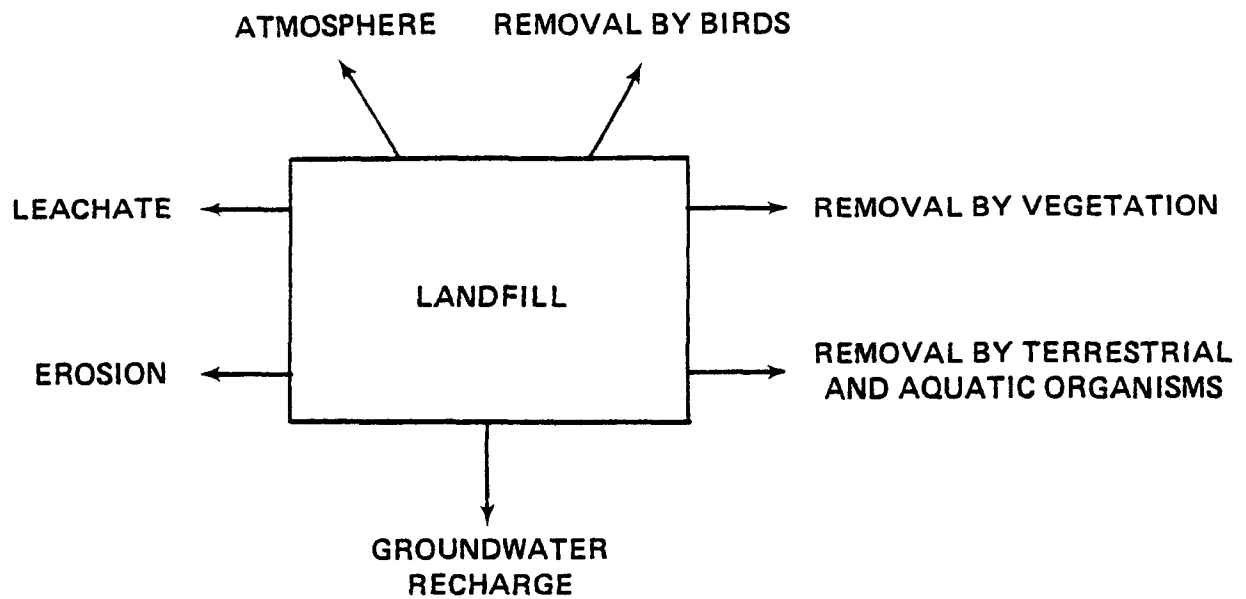 ATMOSPHERE
REMOVAL BY BIRDS
LEACHATE
REMOVAL BY VEGETATION
LANDFILL
EROSION
REMOVAL BY TERRESTRIAL
AND AQUATIC ORGANISMS
GROUNDWATER
RECHARGE